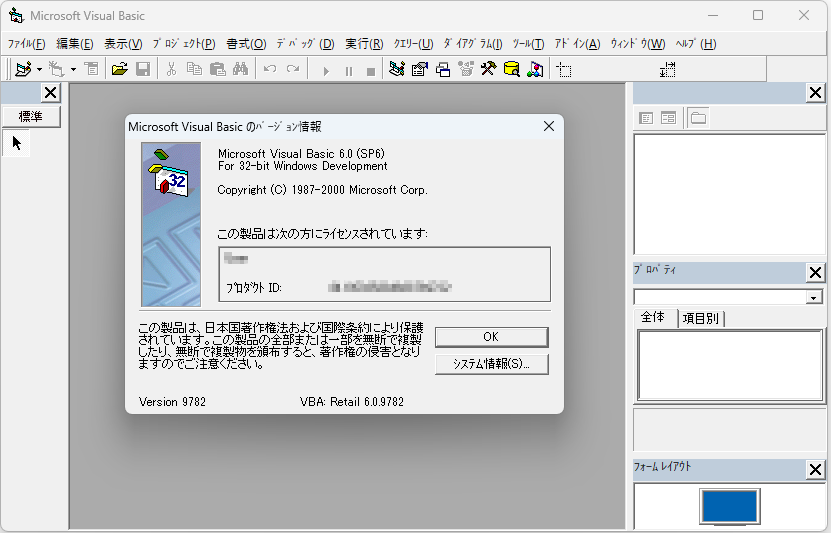 Microsoft Visual Basic
ﾌｧｲﾙ(F) 編集(E) 表示(V) ﾌﾟﾛｼﾞｪｸﾄ(P) 書式(O) ﾃﾞﾊﾞｯｸﾞ(D) 実行(R) ｸｴﾘｰ(U) ﾀﾞｲｱｸﾞﾗﾑ(I) ﾂｰﾙ(T) ｱﾄﾞｲﾝ(A) ｳｨﾝﾄﾞｳ(W) ﾍﾙﾌﾟ(H)
標準
Microsoft Visual Basic のﾊﾞｰｼﾞｮﾝ情報
32
Microsoft Visual Basic 6.0 (SP6)
For 32-bit Windows Development
Copyright (C) 1987-2000 Microsoft Corp.
この製品は次の方にライセンスされています:
プロダクト ID:
この製品は、日本国著作権法および国際条約により保護
されています。この製品の全部または一部を無断で複製
したり、無断で複製物を頒布すると、著作権の侵害となり
ますのでご注意ください。
OK
システム情報(S)...
Version 9782
VBA: Retail 6.0.9782
ﾌﾟﾛﾊﾟﾃｨ
全体 項目別
フォーム レイアウト